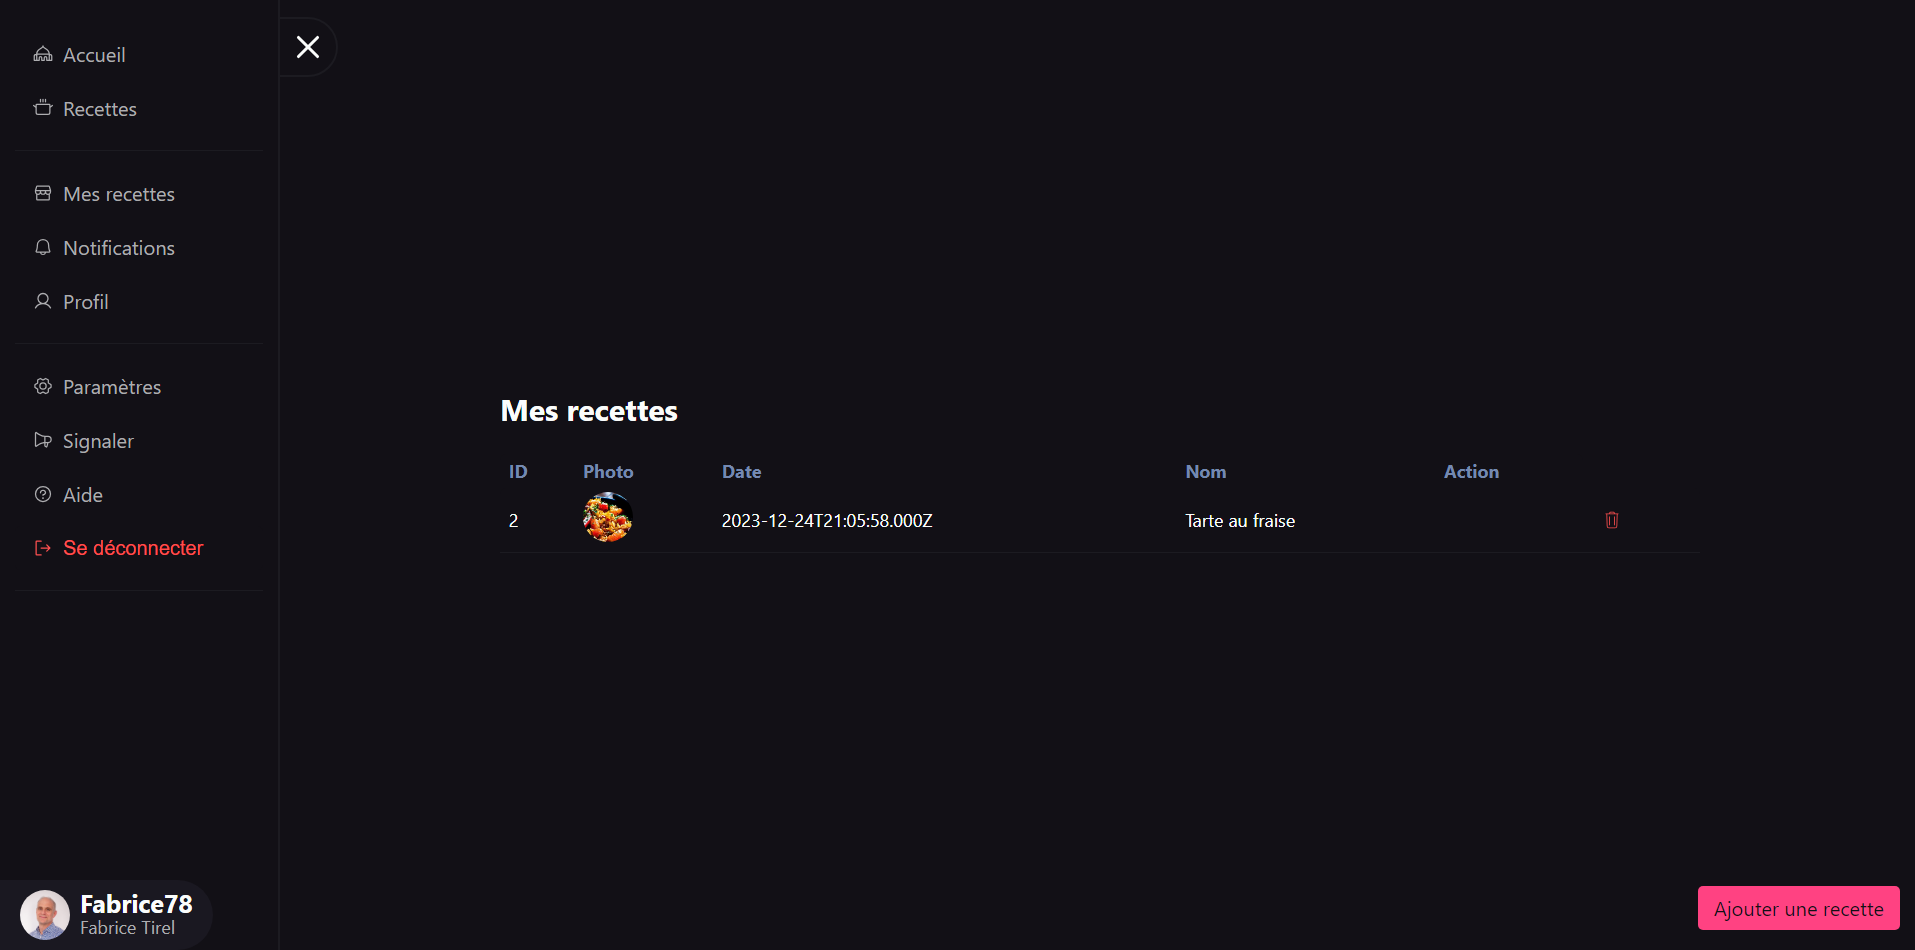 Accueil
Recettes
Mes recettes
Notifications
Profil
Paramètres
Signaler
Aide
Se déconnecter
Fabrice78
Fabrice Tirel
Mes recettes
ID Photo Date Nom Action
2 2023-12-24T21:05:58.000Z Tarte au fraise
Ajouter une recette